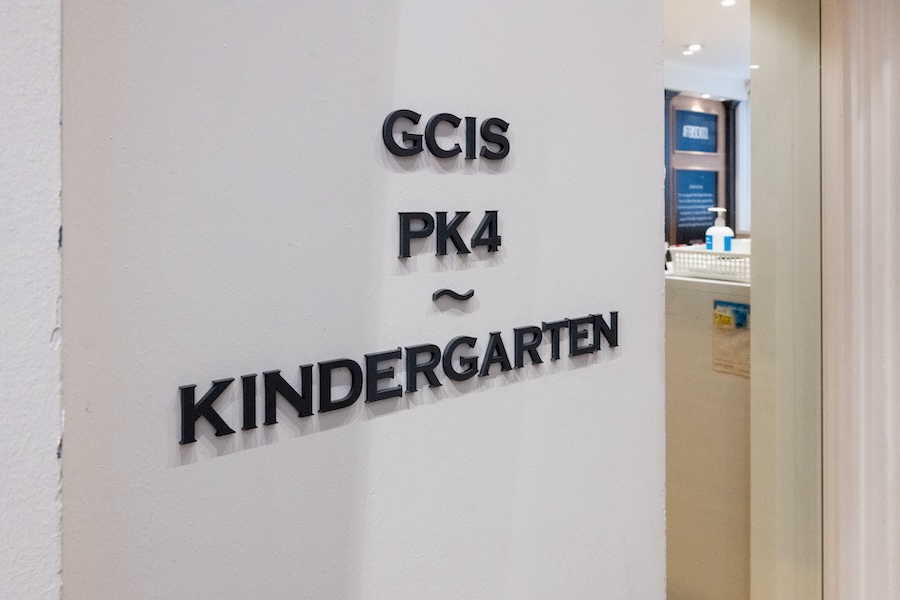 GCIS
PK4
~
KINDERGARTEN